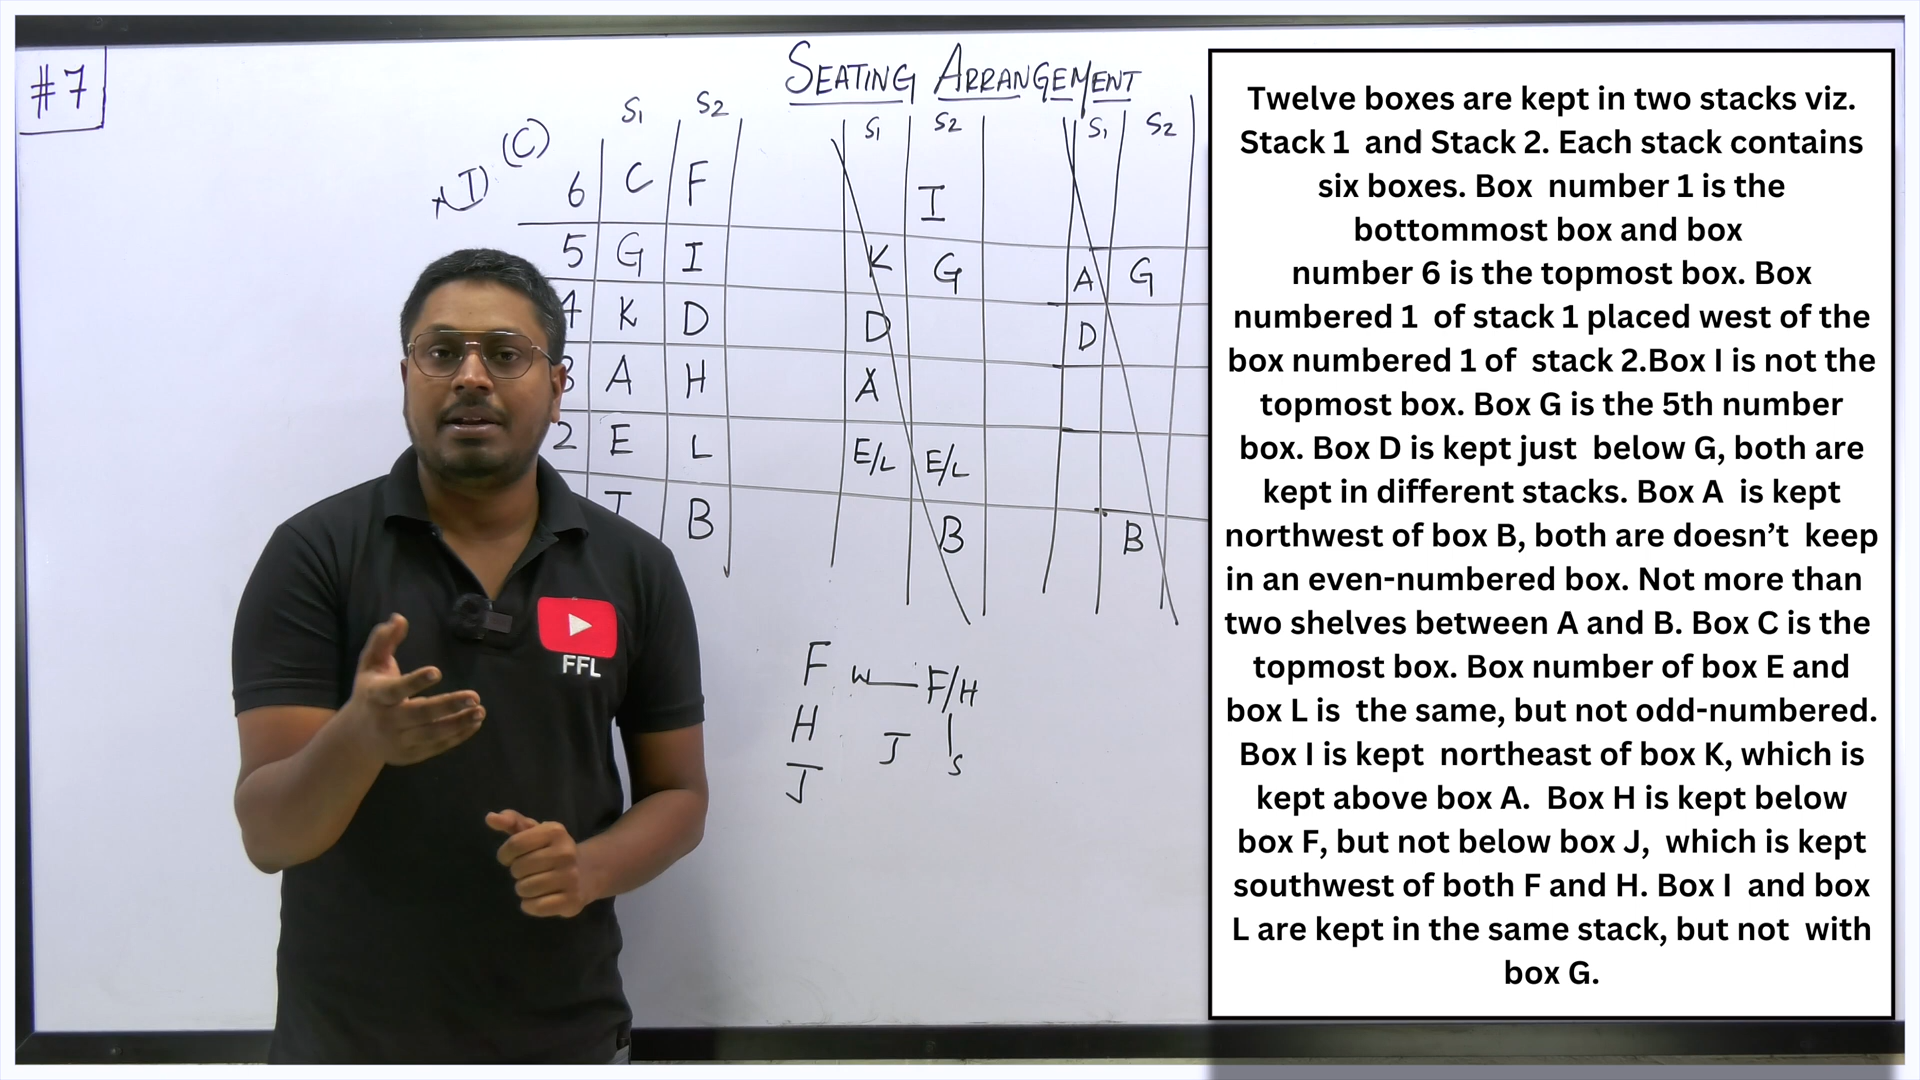 #7
SEATING ARRANGEMENT
S1 S2
(C)
I)
6 C F
5 G I
4 K D
3 A H
2 E L
B
S1 S2
I
K G
D
A
E/L E/L
B
S1 S2
A G
D
B
F W F/H
H J S
J
FFL
Twelve boxes are kept in two stacks viz.
Stack 1 and Stack 2. Each stack contains
six boxes. Box number 1 is the
bottommost box and box
number 6 is the topmost box. Box
numbered 1 of stack 1 placed west of the
box numbered 1 of stack 2.Box I is not the
topmost box. Box G is the 5th number
box. Box D is kept just below G, both are
kept in different stacks. Box A is kept
northwest of box B, both are doesn’t keep
in an even-numbered box. Not more than
two shelves between A and B. Box C is the
topmost box. Box number of box E and
box L is the same, but not odd-numbered.
Box I is kept northeast of box K, which is
kept above box A. Box H is kept below
box F, but not below box J, which is kept
southwest of both F and H. Box I and box
L are kept in the same stack, but not with
box G.